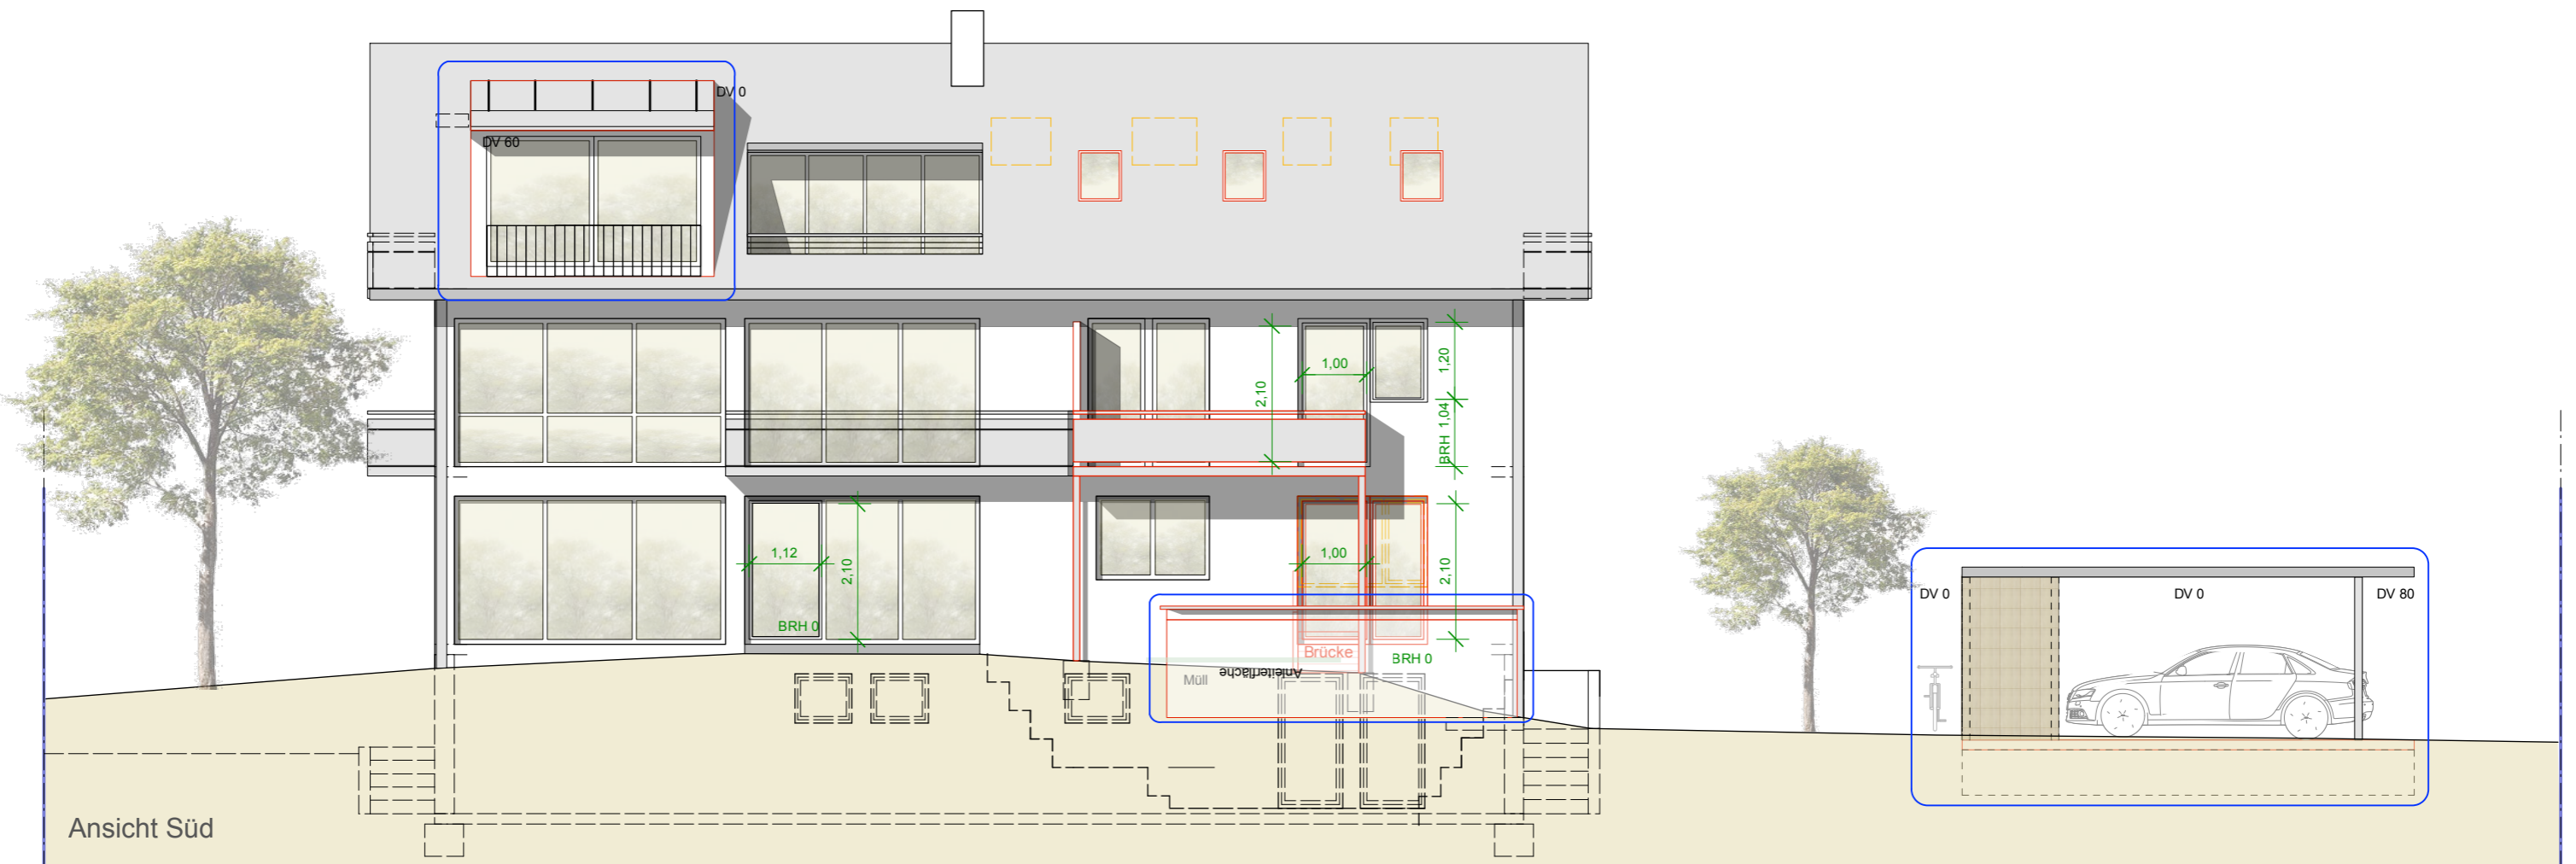 DV 0
DV 60
1,00
1,20
2,10
BRH 1,04
1,12
2,10
1,00
2,10
BRH 0
DV 0
DV 0
DV 80
Brücke
BRH 0
Anleiterfläche
Müll
Ansicht Süd